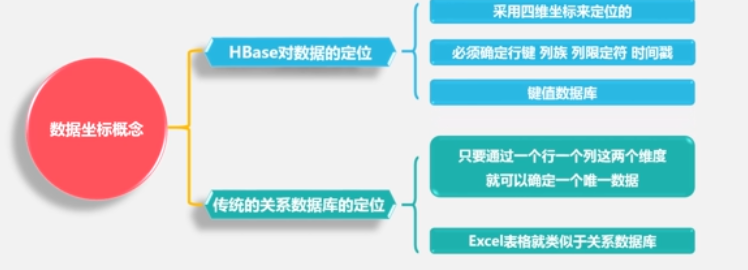 数据坐标概念
HBase对数据的定位
采用四维坐标来定位的
必须确定行键 列族 列限定符 时间戳
键值数据库
传统的关系数据库的定位
只要通过一个行一个列这两个维度
就可以确定一个唯一数据
Excel表格就类似于关系数据库